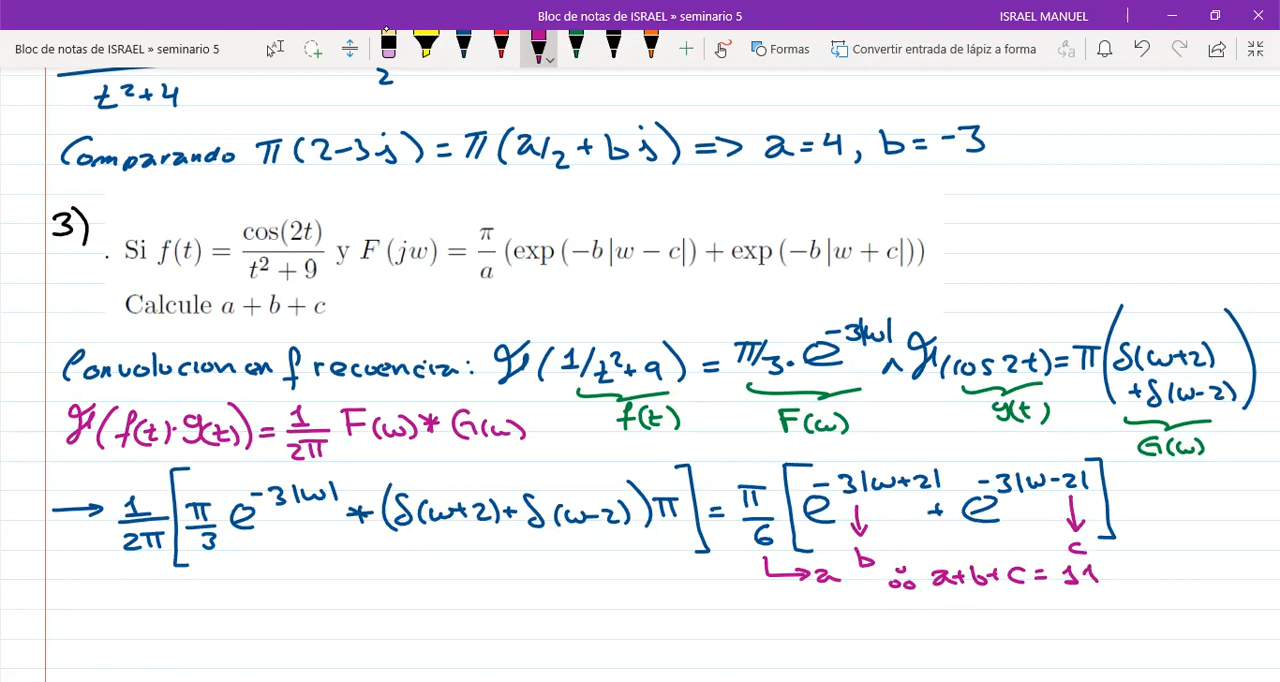 Bloc de notas de ISRAEL » seminario 5
ISRAEL MANUEL
Bloc de notas de ISRAEL » seminario 5
Formas
Convertir entrada de lápiz a forma
t²+4
2
Comparando π(2-3j) = π(a/2 + bj) => a=4, b=-3
3)
. Si f(t) = cos(2t) / (t² + 9) y F(jw) = π/a (exp(-b|w - c|) + exp(-b|w + c|))
Calcule a + b + c
Convolucion en frecuencia: ℱ(1/t²+9) = π/3 · e^-3|w| ∧ ℱ(cos 2t) = π(δ(w+2) + δ(w-2))
f(t) F(w) g(t) G(w)
ℱ(f(t)·g(t)) = 1/2π F(w) * G(w)
→ 1/2π [π/3 e^-3|w| * (δ(w+2)+δ(w-2))π] = π/6 [e^-3|w+2| + e^-3|w-2|]
↳ a b c ∴ a+b+c = 11